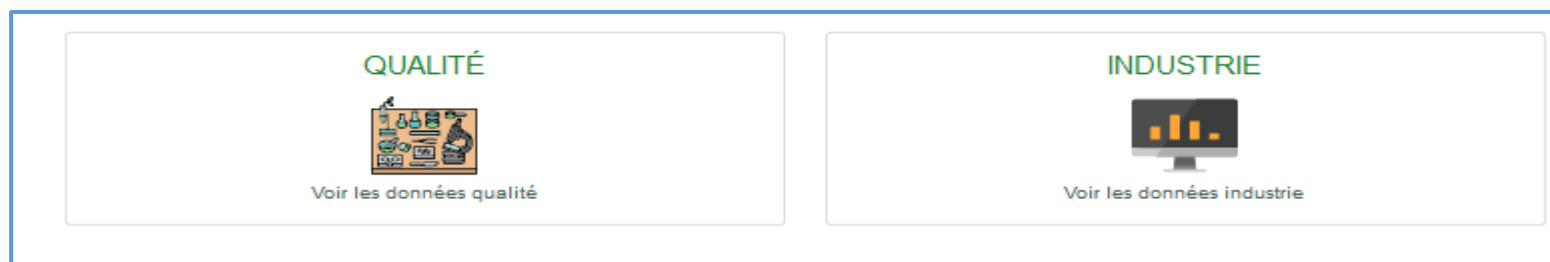 QUALITÉ
Voir les données qualité
INDUSTRIE
Voir les données industrie